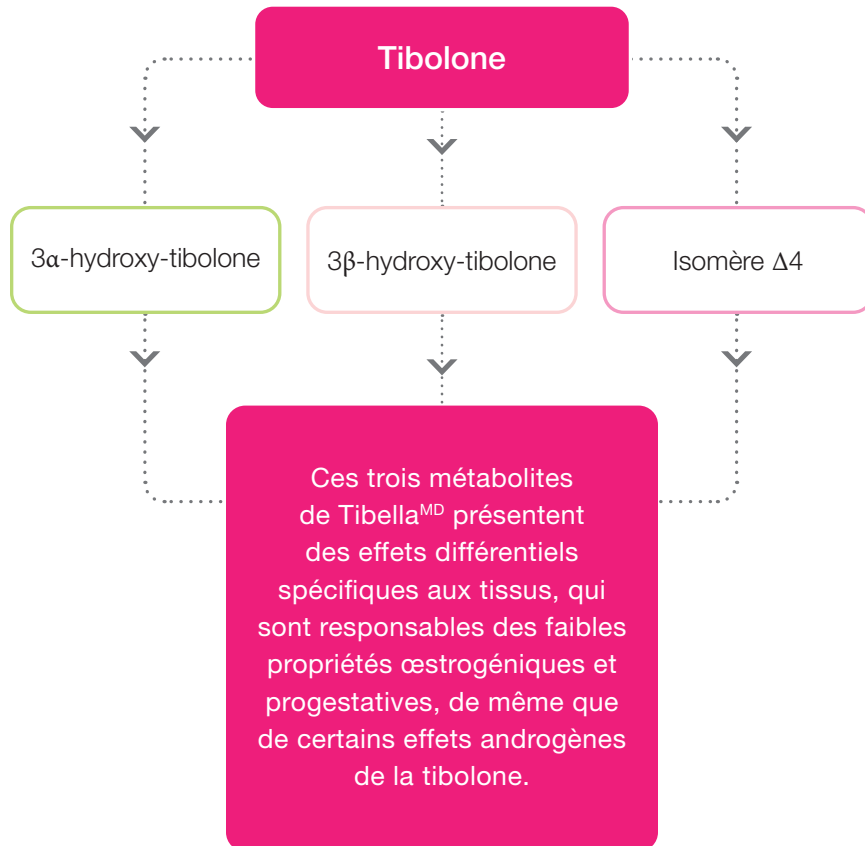 Tibolone
3α-hydroxy-tibolone
3β-hydroxy-tibolone
Isomère Δ4
Ces trois métabolites
de Tibellaᴹᴰ présentent
des effets différentiels
spécifiques aux tissus, qui
sont responsables des faibles
propriétés œstrogéniques et
progestatives, de même que
de certains effets androgènes
de la tibolone.